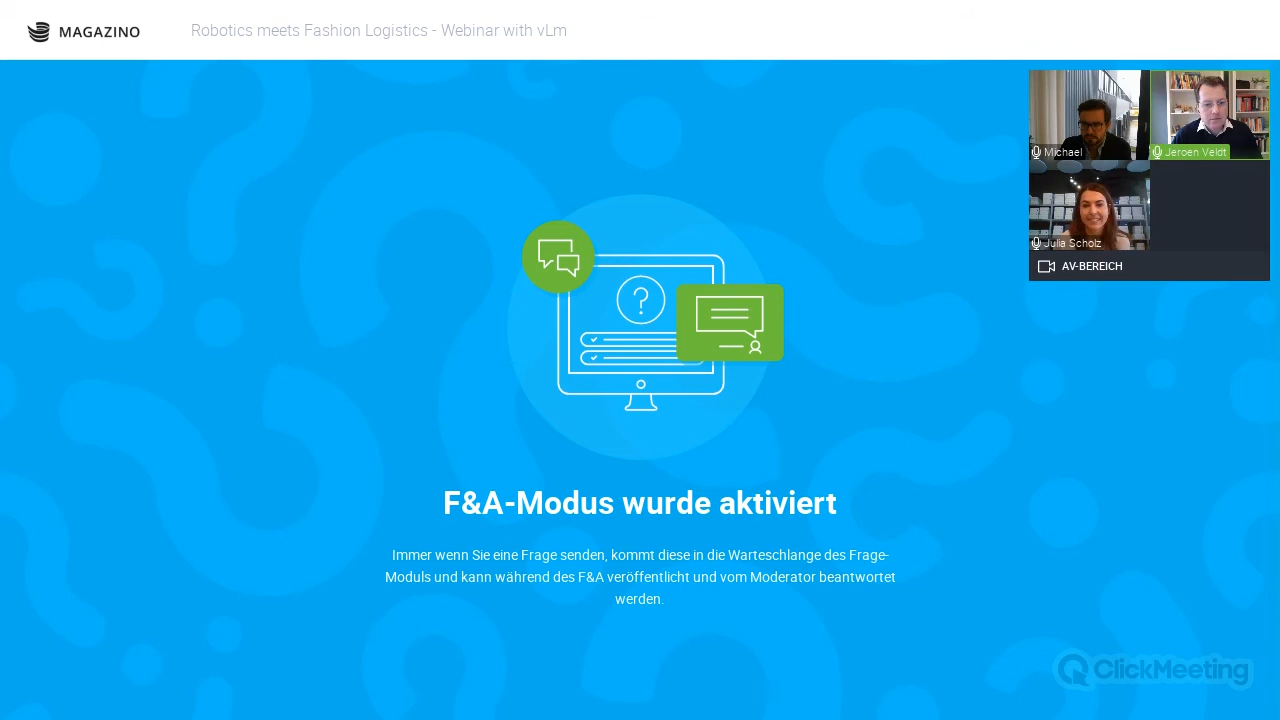 MAGAZINO
Robotics meets Fashion Logistics - Webinar with vLm
Michael
Jeroen Veldt
Julia Scholz
AV-BEREICH
?
F&A-Modus wurde aktiviert
Immer wenn Sie eine Frage senden, kommt diese in die Warteschlange des Frage-
Moduls und kann während des F&A veröffentlicht und vom Moderator beantwortet
werden.
ClickMeeting